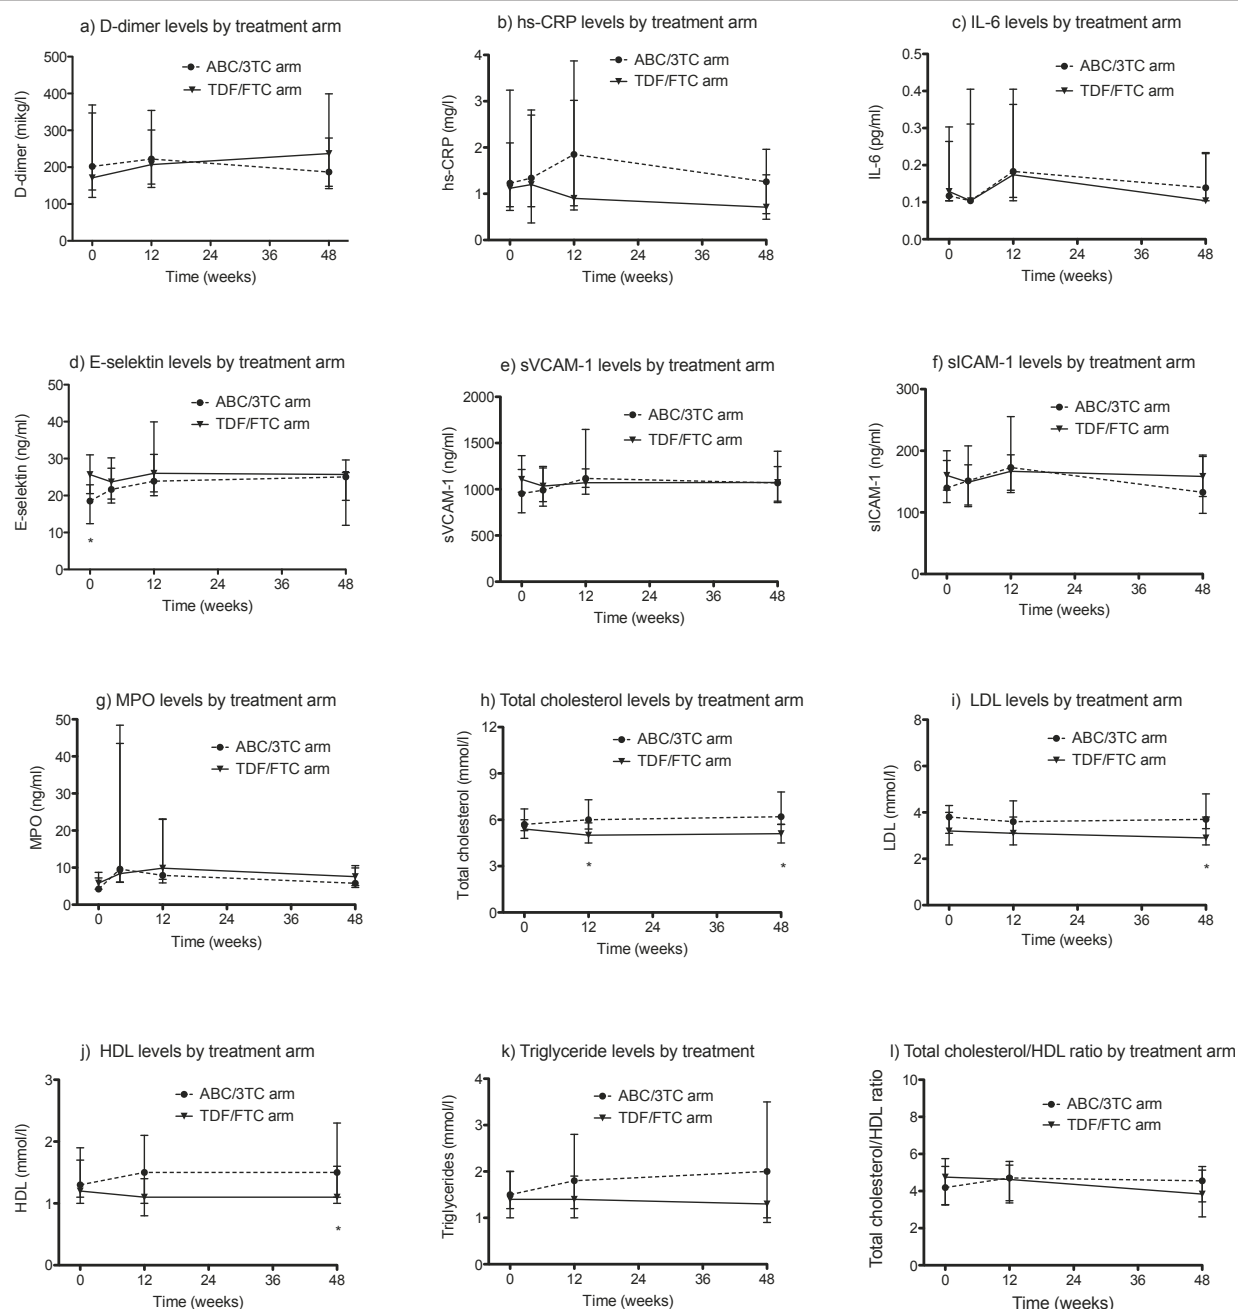 a) D-dimer levels by treatment arm
500
400
300
200
100
0
D-dimer (mikg/l)
ABC/3TC arm
TDF/FTC arm
0 12 24 36 48
Time (weeks)
b) hs-CRP levels by treatment arm
4
3
2
1
0
hs-CRP (mg/l)
ABC/3TC arm
TDF/FTC arm
0 12 24 36 48
Time (weeks)
c) IL-6 levels by treatment arm
0.5
0.4
0.3
0.2
0.1
0.0
IL-6 (pg/ml)
ABC/3TC arm
TDF/FTC arm
0 12 24 36 48
Time (weeks)
d) E-selektin levels by treatment arm
50
40
30
20
10
0
E-selektin (ng/ml)
ABC/3TC arm
TDF/FTC arm
*
0 12 24 36 48
Time (weeks)
e) sVCAM-1 levels by treatment arm
2000
1500
1000
500
0
sVCAM-1 (ng/ml)
ABC/3TC arm
TDF/FTC arm
0 12 24 36 48
Time (weeks)
f) sICAM-1 levels by treatment arm
300
200
100
0
sICAM-1 (ng/ml)
ABC/3TC arm
TDF/FTC arm
0 12 24 36 48
Time (weeks)
g) MPO levels by treatment arm
50
40
30
20
10
0
MPO (ng/ml)
ABC/3TC arm
TDF/FTC arm
0 12 24 36 48
Time (weeks)
h) Total cholesterol levels by treatment arm
12
9
6
3
0
Total cholesterol (mmol/l)
ABC/3TC arm
TDF/FTC arm
* *
0 12 24 36 48
Time (weeks)
i) LDL levels by treatment arm
8
6
4
2
0
LDL (mmol/l)
ABC/3TC arm
TDF/FTC arm
*
0 12 24 36 48
Time (weeks)
j) HDL levels by treatment arm
3
2
1
0
HDL (mmol/l)
ABC/3TC arm
TDF/FTC arm
*
0 12 24 36 48
Time (weeks)
k) Triglyceride levels by treatment
4
3
2
1
0
Triglycerides (mmol/l)
ABC/3TC arm
TDF/FTC arm
0 12 24 36 48
Time (weeks)
l) Total cholesterol/HDL ratio by treatment arm
10
8
6
4
2
0
Total cholesterol/HDL ratio
ABC/3TC arm
TDF/FTC arm
0 12 24 36 48
Time (weeks)